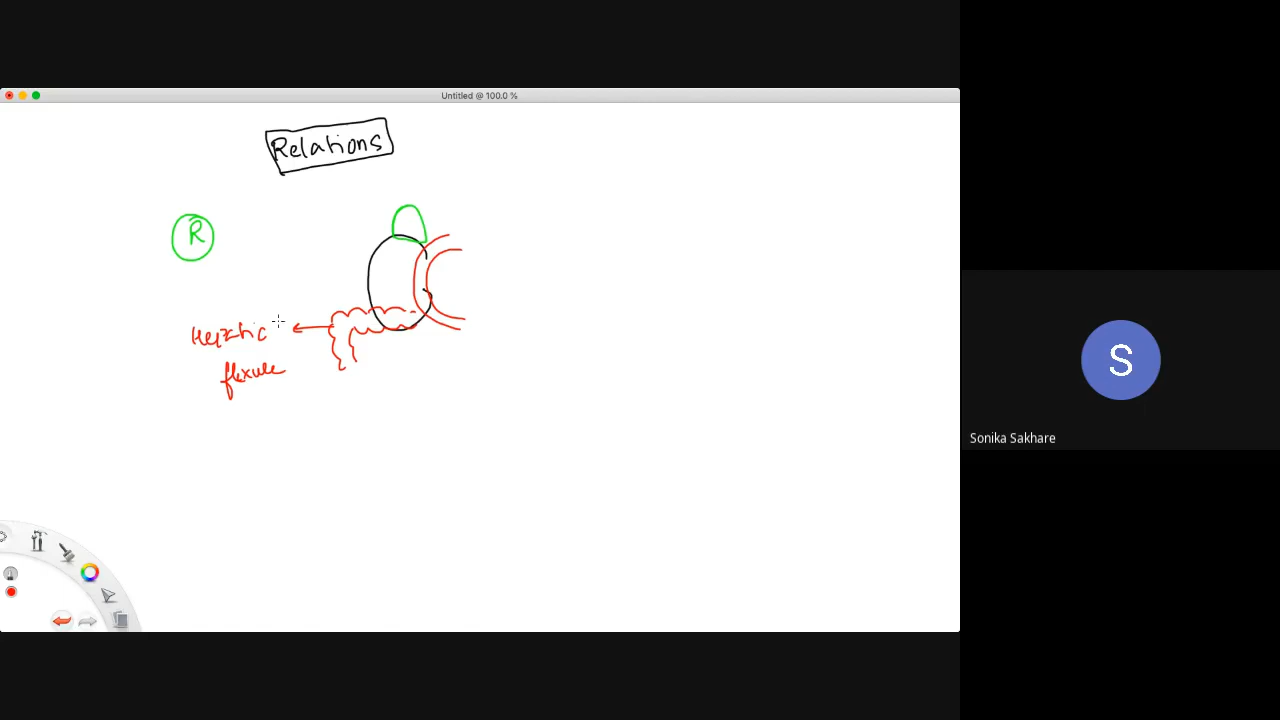 Untitled @ 100.0 %
Relations
R
Hepatic
flexure
S
Sonika Sakhare